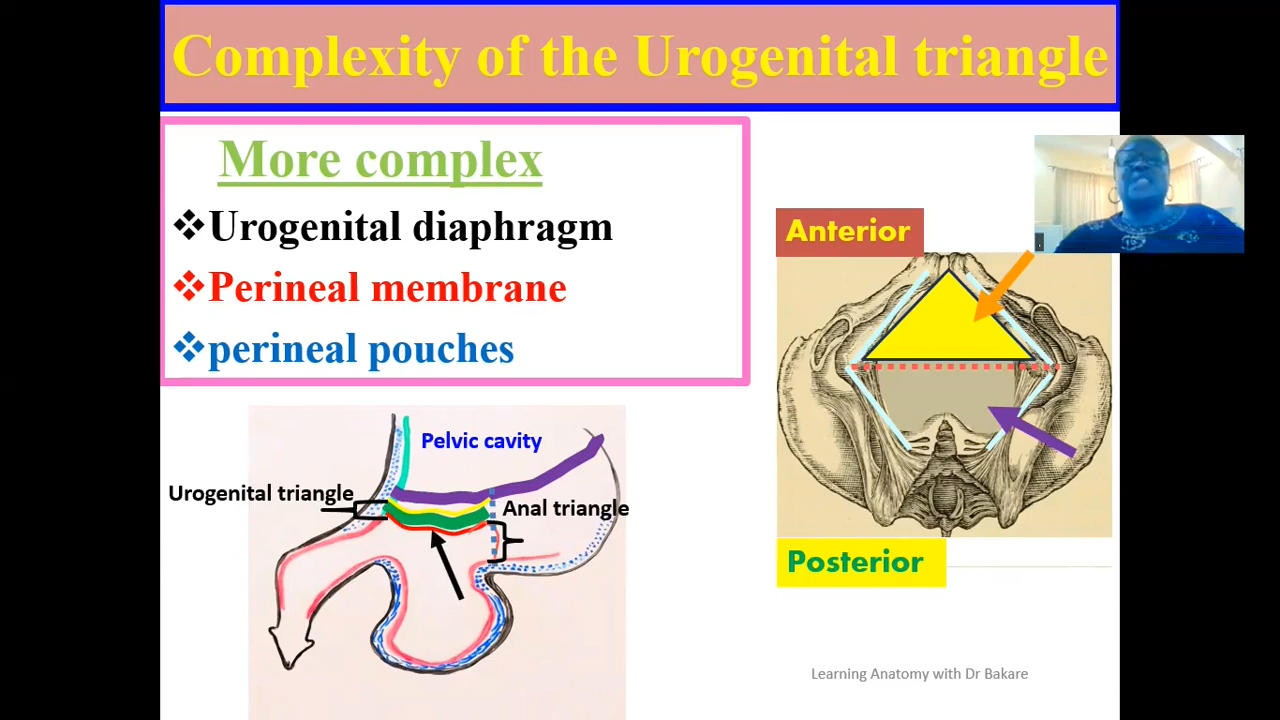 Complexity of the Urogenital triangle
More complex
❖Urogenital diaphragm
❖Perineal membrane
❖perineal pouches
Pelvic cavity
Urogenital triangle
Anal triangle
Anterior
Posterior
Learning Anatomy with Dr Bakare